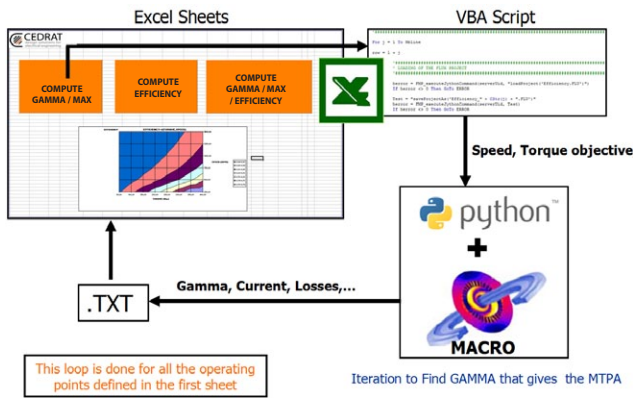 Excel Sheets
VBA Script
CEDRAT
COMPUTE
GAMMA / MAX
COMPUTE
EFFICIENCY
COMPUTE
GAMMA / MAX
/ EFFICIENCY
Speed, Torque objective
python™
+
MACRO
Gamma, Current, Losses,...
.TXT
This loop is done for all the operating
points defined in the first sheet
Iteration to Find GAMMA that gives the MTPA